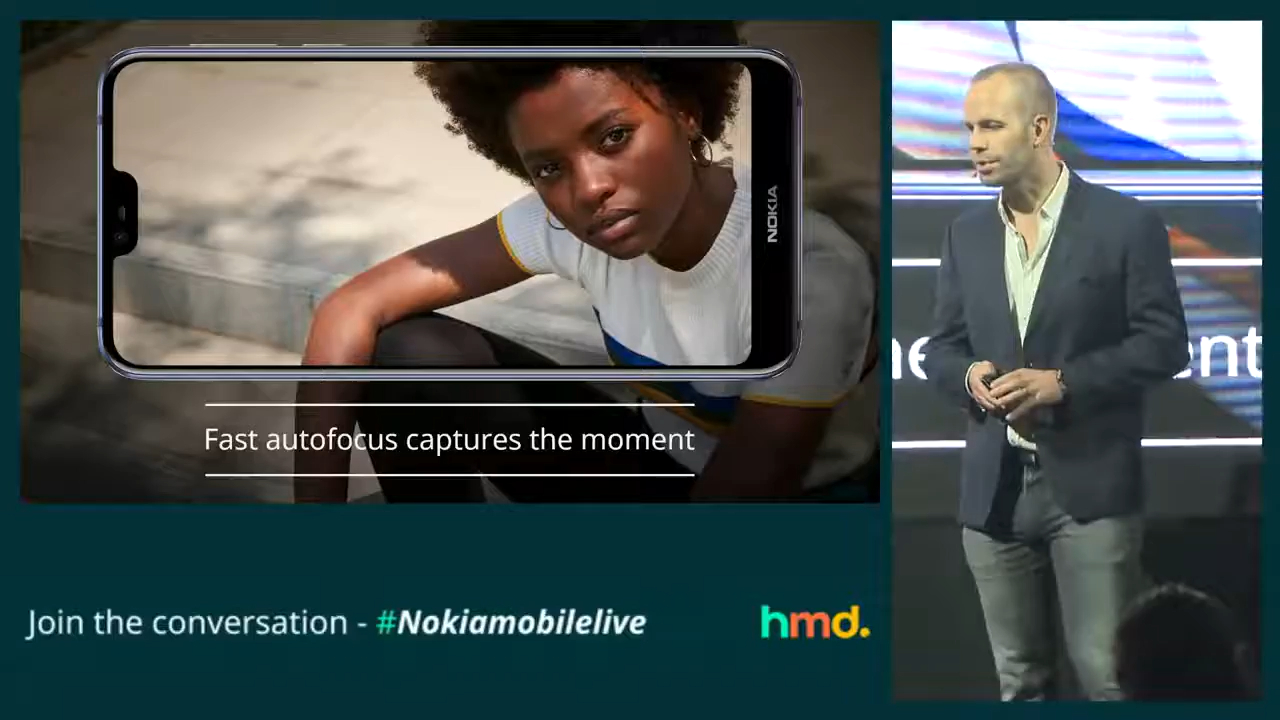 NOKIA
Fast autofocus captures the moment
Join the conversation - #Nokiamobilelive
hmd.